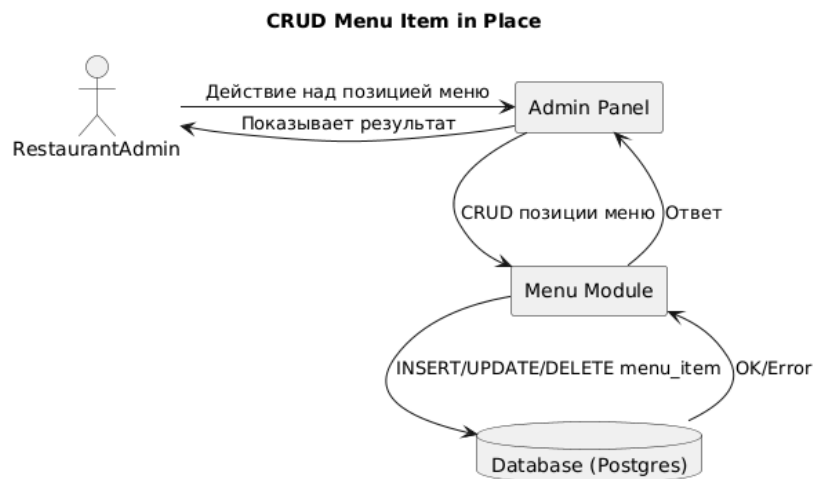 CRUD Menu Item in Place
Действие над позицией меню
Admin Panel
Показывает результат
RestaurantAdmin
CRUD позиции меню
Ответ
Menu Module
INSERT/UPDATE/DELETE menu_item
OK/Error
Database (Postgres)